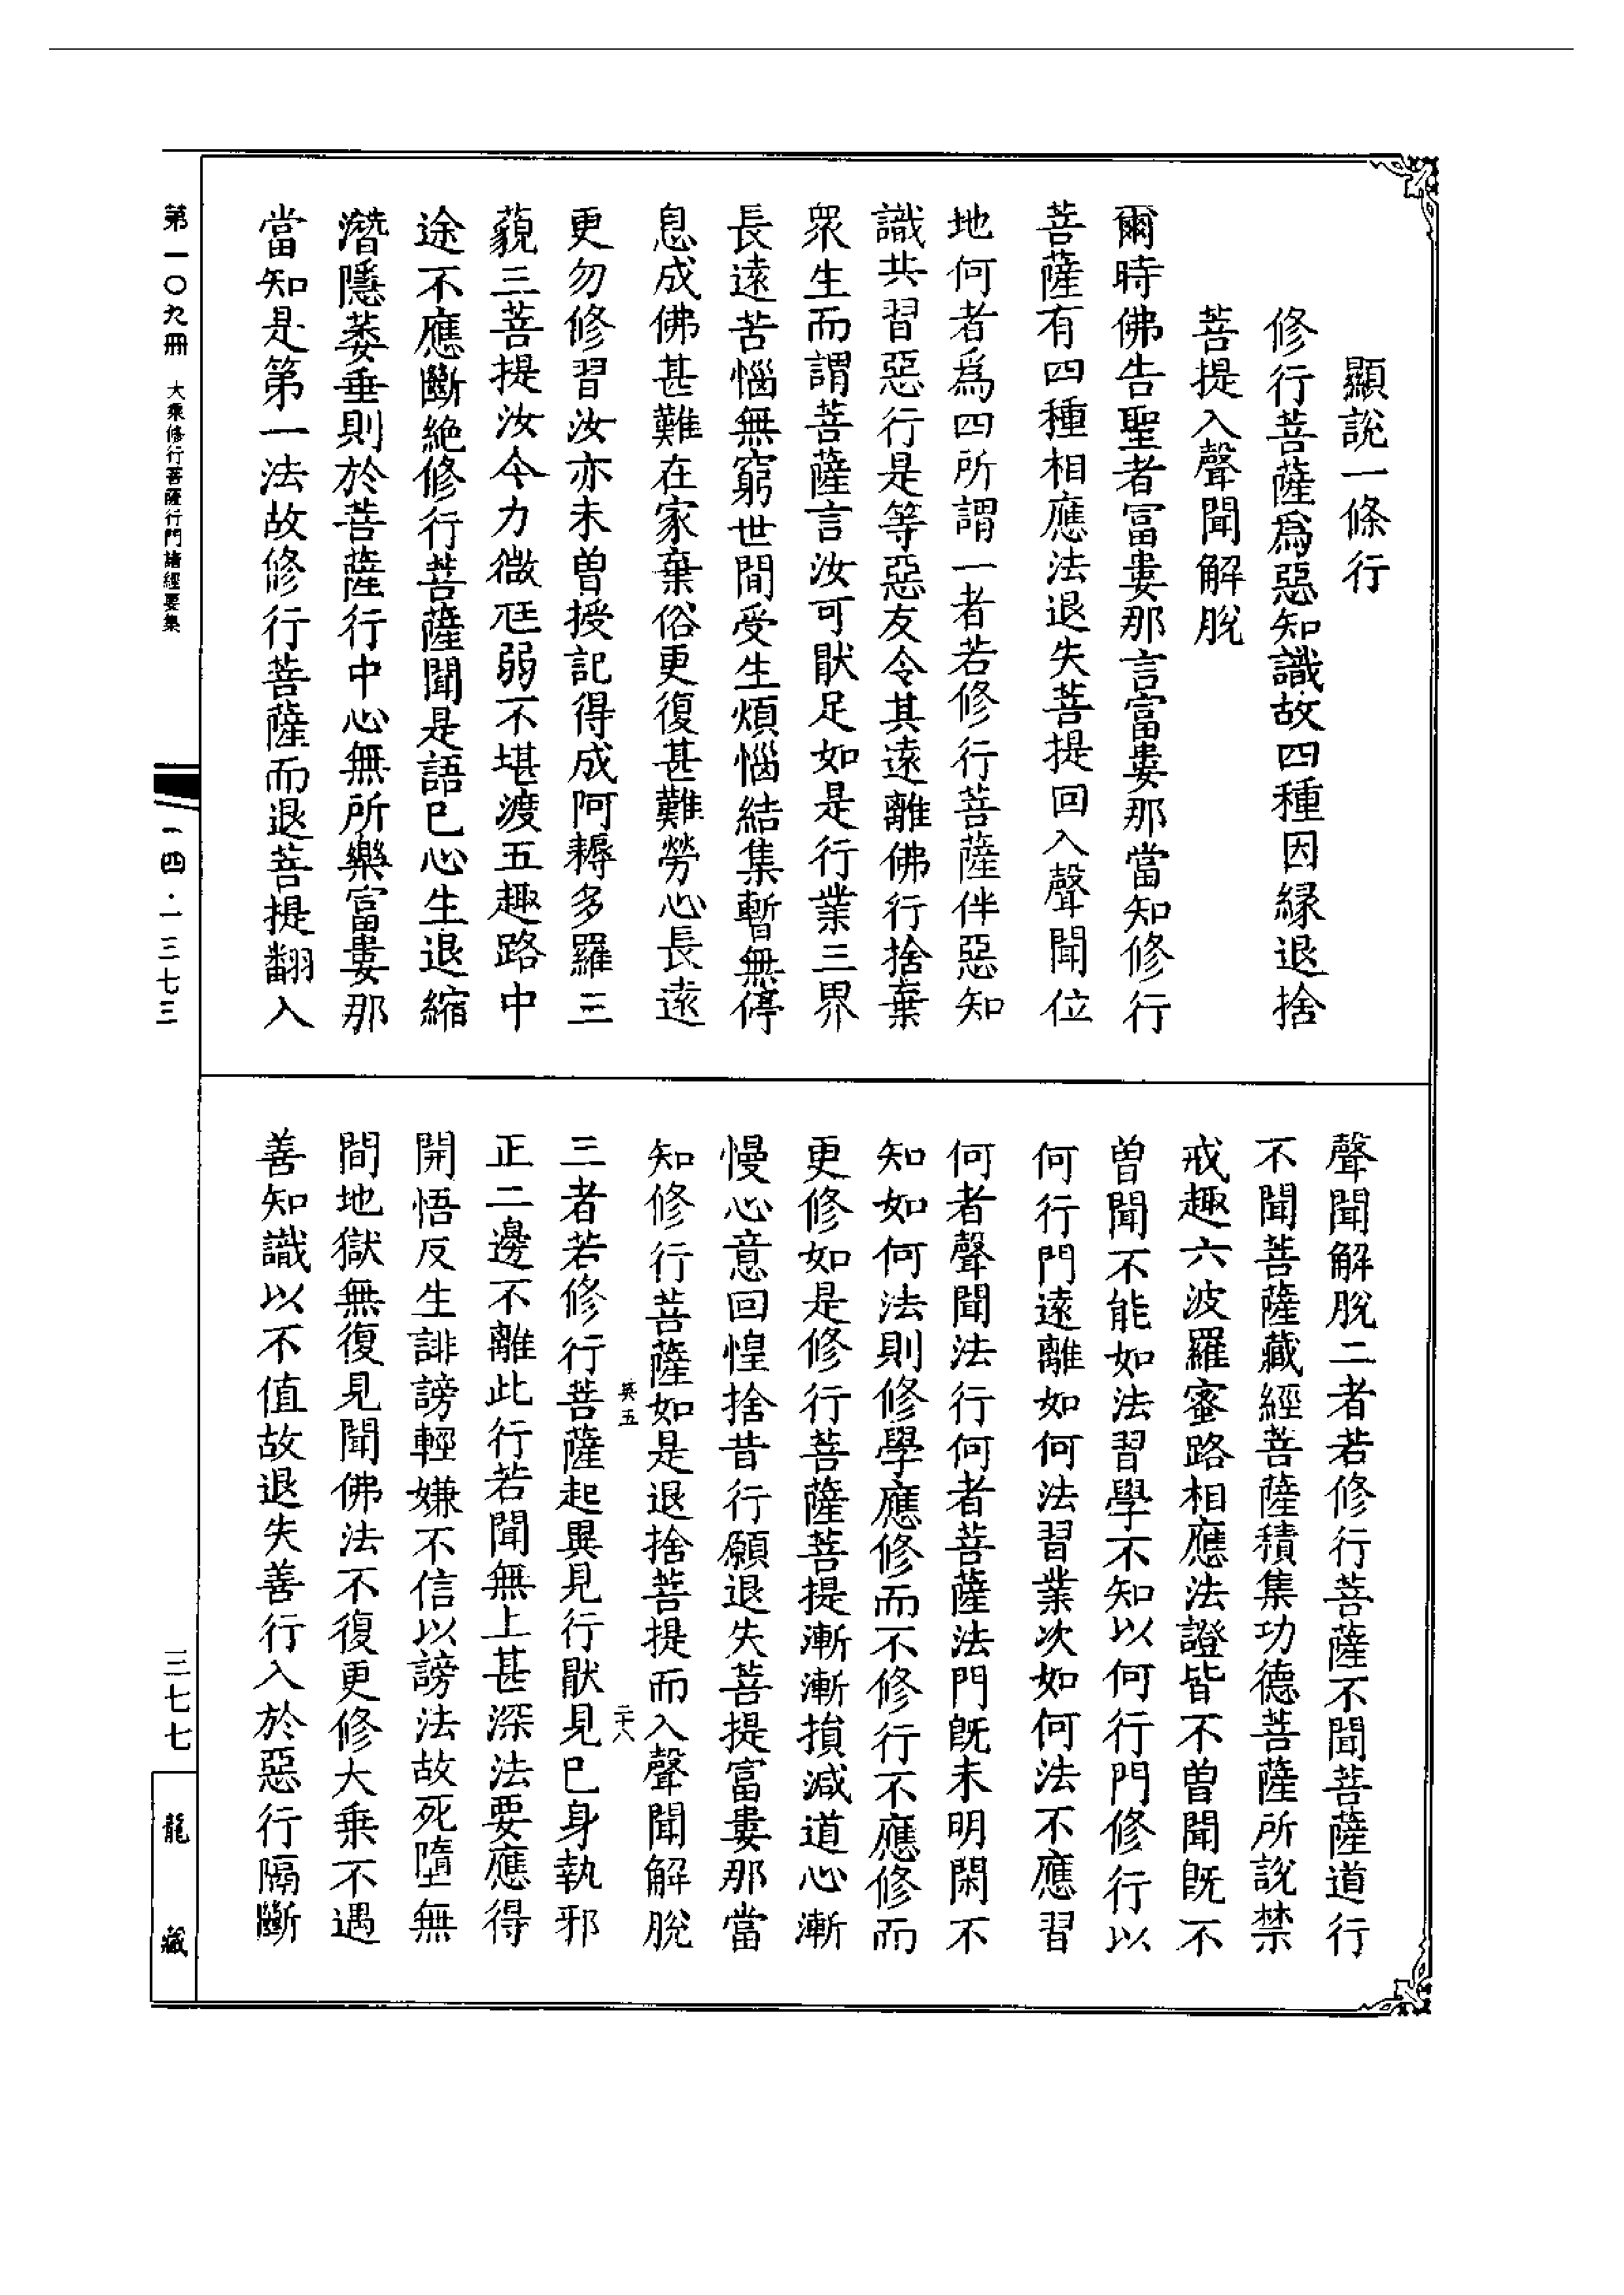 顯說一條行
修行菩薩爲惡知識故四種因緣退捨
菩提入聲聞解脫
爾時佛告聖者富婁那言富婁那當知修行
菩薩有四種相應法退失菩提回入聲聞位
地何者爲四所謂一者若修行菩薩伴惡知
識共習惡行是等惡友令其遠離佛行捨棄
眾生而謂菩薩言汝可猒足如是行業三界
長遠苦惱無窮世間受生煩惱結集暫無停
息成佛甚難在家棄俗更復甚難勞心長遠
更勿修習汝亦未曾授記得成阿耨多羅三
藐三菩提汝今力微尫弱不堪渡五趣路中
途不應斷絶修行菩薩聞是語已心生退縮
潛隱萎垂則於菩薩行中心無所樂富婁那
當知是第一法故修行菩薩而退菩提翻入
聲聞解脫二者若修行菩薩不聞菩薩道行
不聞菩薩藏經菩薩積集功德菩薩所說禁
戒趣六波羅蜜路相應法證皆不曾聞旣不
曾聞不能如法習學不知以何行門修行以
何行門遠離如何法習業次如何法不應習
何者聲聞法行何者菩薩法門旣未明閑不
知如何法則修學應修而不修行不應修而
更修如是修行菩薩菩提漸漸損減道心漸
慢心意回惶捨昔行願退失菩提富婁那當
知修行菩薩如是退捨菩提而入聲聞解脫
英五 二八
三者若修行菩薩起異見行猒見已身執邪
正二邊不離此行若聞無上甚深法要應得
開悟反生誹謗輕嫌不信以謗法故死墮無
間地獄無復見聞佛法不復更修大乗不遇
善知識以不值故退失善行入於惡行隔斷
第一〇九冊 大乘修行菩薩行門諸經要集
一四·一三七三
三七七
龍藏